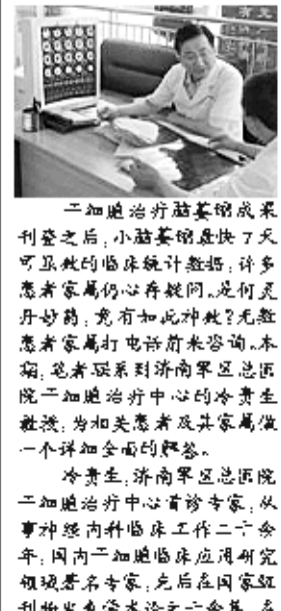 干细胞治疗脑萎缩成果
刊登之后，小脑萎缩最快7天
可见效的临床统计数据，许多
患者家属仍心存疑问。是何灵
丹妙药，竟有如此神效？无数
患者家属打电话前来咨询。本
期，笔者联系到济南军区总医
院干细胞治疗中心的冷贵生
教授，为相关患者及其家属做
一个详细全面的解答。
冷贵生，济南军区总医院
干细胞治疗中心首诊专家，从
事神经内科临床工作二十余
年，国内干细胞临床应用研究
领域著名专家，先后在国家级